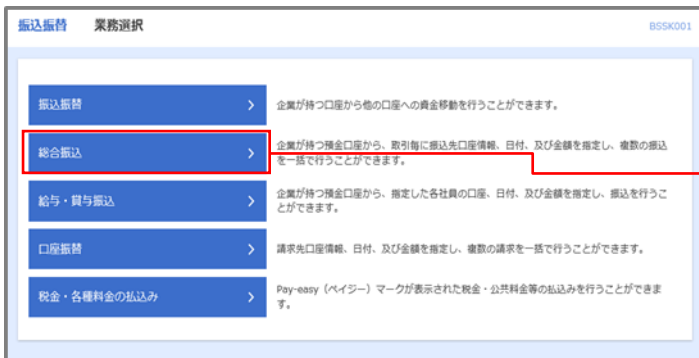 振込振替 業務選択 BSSK001
振込振替
企業が持つ口座から他の口座への資金移動を行うことができます。
総合振込
企業が持つ預金口座から、取引毎に振込先口座情報、日付、及び金額を指定し、複数の振込
を一括で行うことができます。
給与・賞与振込
企業が持つ預金口座から、指定した各社員の口座、日付、及び金額を指定し、振込を行うこ
とができます。
口座振替
請求先口座情報、日付、及び金額を指定し、複数の請求を一括で行うことができます。
税金・各種料金の払込み
Pay-easy（ペイジー）マークが表示された税金・公共料金等の払込みを行うことができま
す。